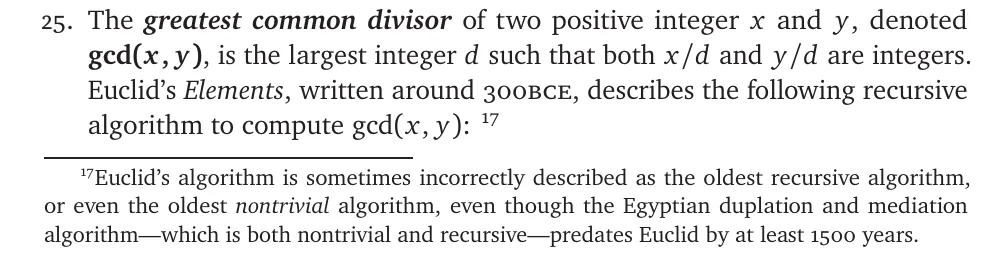 25. The greatest common divisor of two positive integer x and y, denoted
gcd(x, y), is the largest integer d such that both x/d and y/d are integers.
Euclid's Elements, written around 300BCE, describes the following recursive
algorithm to compute gcd(x, y): 17
17Euclid's algorithm is sometimes incorrectly described as the oldest recursive algorithm,
or even the oldest nontrivial algorithm, even though the Egyptian duplation and mediation
algorithm—which is both nontrivial and recursive—predates Euclid by at least 1500 years.